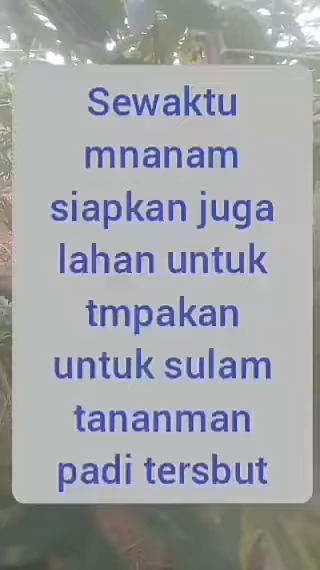 Sewaktu
mnanam
siapkan juga
lahan untuk
tmpakan
untuk sulam
tananman
padi tersbut